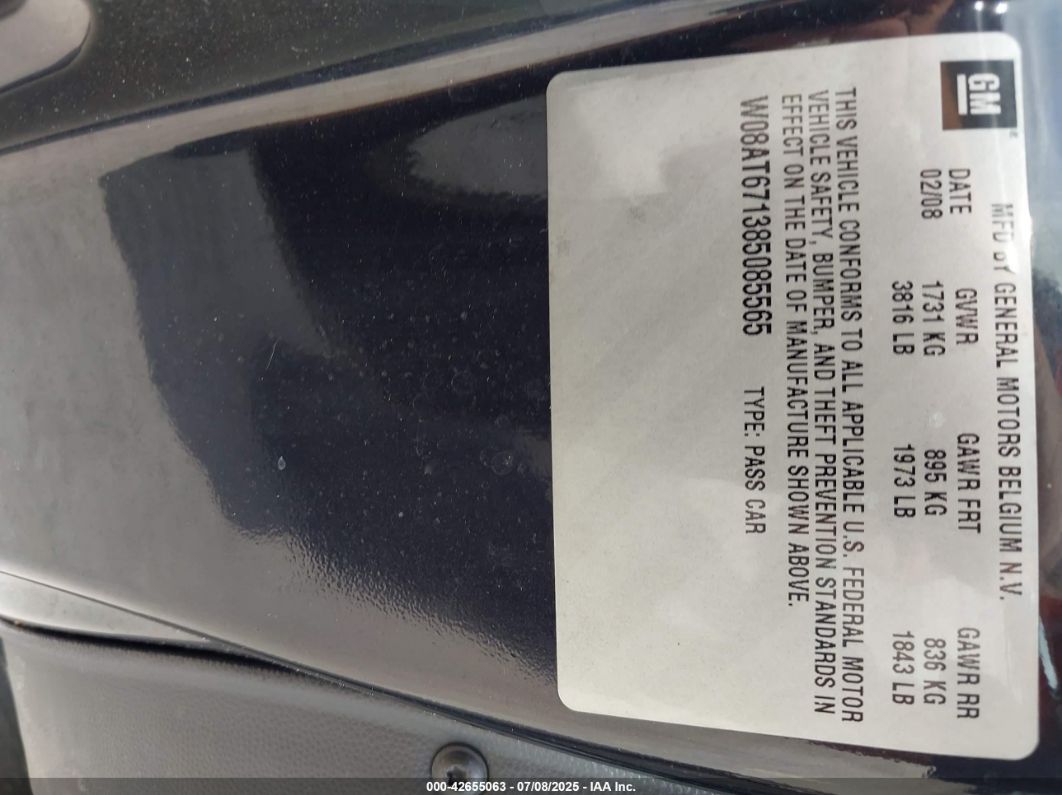 GM
MFD BY GENERAL MOTORS BELGIUM N.V.
DATE GVWR GAWR FRT GAWR RR
02/08 1731 KG 895 KG 836 KG
3816 LB 1973 LB 1843 LB
THIS VEHICLE CONFORMS TO ALL APPLICABLE U.S. FEDERAL MOTOR
VEHICLE SAFETY, BUMPER, AND THEFT PREVENTION STANDARDS IN
EFFECT ON THE DATE OF MANUFACTURE SHOWN ABOVE.
W08AT671385085565 TYPE: PASS CAR
000-42655063 - 07/08/2025 - IAA Inc.